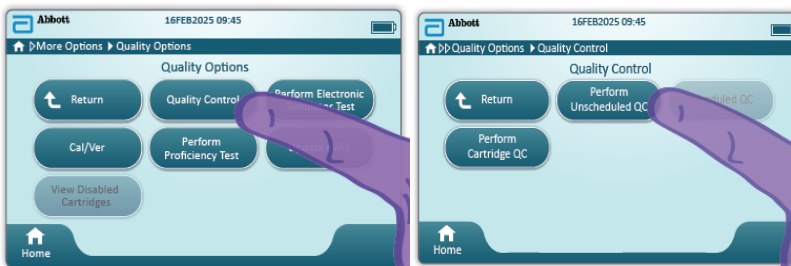 Abbott
16FEB2025 09:45
More Options Quality Options
Quality Options
Return
Quality Control
Perform Electronic
Test
Cal/Ver
Perform
Proficiency Test
View Disabled
Cartridges
Home
Abbott
16FEB2025 09:45
Quality Options Quality Control
Quality Control
Return
Perform
Unscheduled QC
QC
Perform
Cartridge QC
Home